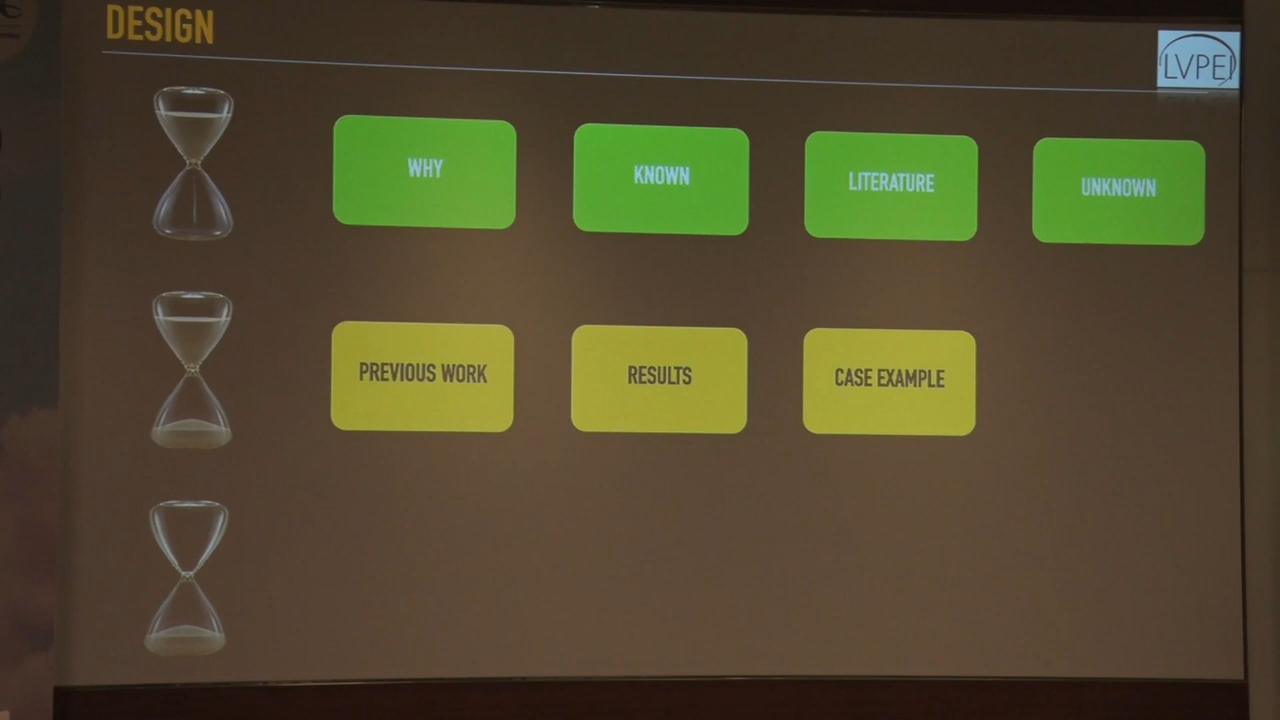 DESIGN
LVPEI
WHY
KNOWN
LITERATURE
UNKNOWN
PREVIOUS WORK
RESULTS
CASE EXAMPLE